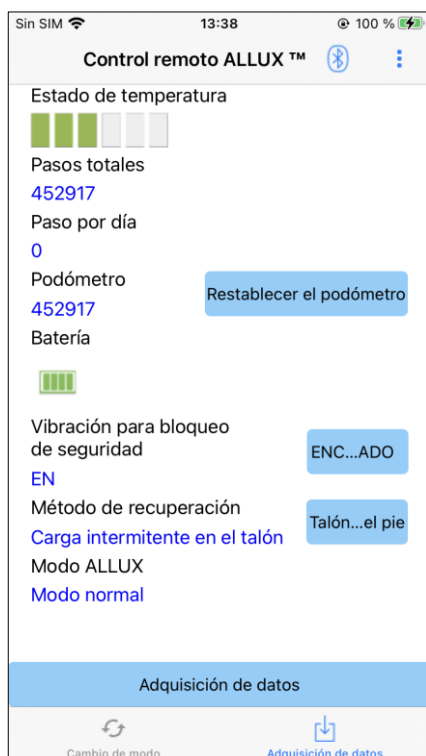 Sin SIM 13:38 100 %
Control remoto ALLUX ™
Estado de temperatura
Pasos totales
452917
Paso por día
0
Podómetro
452917
Restablecer el podómetro
Batería
Vibración para bloqueo
de seguridad
ENC...ADO
EN
Método de recuperación
Talón...el pie
Carga intermitente en el talón
Modo ALLUX
Modo normal
Adquisición de datos
Cambio de modo
Adquisición de datos